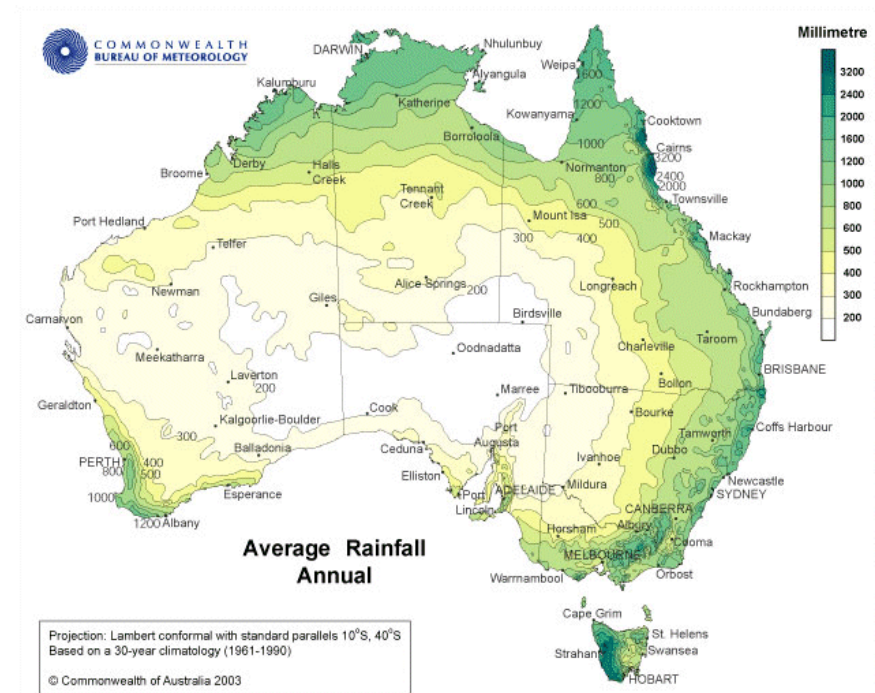 COMMONWEALTH
BUREAU OF METEOROLOGY
Millimetre
3200
2400
2000
1600
1200
1000
800
600
500
400
300
200
DARWIN
Nhulunbuy
Weipa
1600
Alyangula
Kalumburu
Katherine
1200
Kowanyama
Cooktown
Borroloola
1000
Cairns
3200
Derby
Halls
Creek
Normanton
Broome
800
2400
2000
Tennant
Creek
600
Townsville
Port Hedland
Mount Isa
500
300
400
Mackay
Telfer
Newman
Alice Springs
200
Longreach
Rockhampton
Giles
Carnarvon
Birdsville
Bundaberg
Meekatharra
Oodnadatta
Charleville
Taroom
Laverton
200
BRISBANE
Marree
Tibooburra
Bollon
Geraldton
Cook
Bourke
Kalgoorlie-Boulder
300
Port
Augusta
Coffs Harbour
Tamworth
600
Balladonia
Ceduna
Dubbo
PERTH
400
Ivanhoe
800
500
Elliston
Newcastle
1000
Esperance
Port
Lincoln
ADELAIDE
Mildura
SYDNEY
CANBERRA
1200
Albany
Horsham
Albury
Cooma
Average Rainfall
Annual
MELBOURNE
Warrnambool
Orbost
Cape Grim
Projection: Lambert conformal with standard parallels 10°S, 40°S
St. Helens
Based on a 30-year climatology (1961-1990)
Strahan
Swansea
© Commonwealth of Australia 2003
HOBART